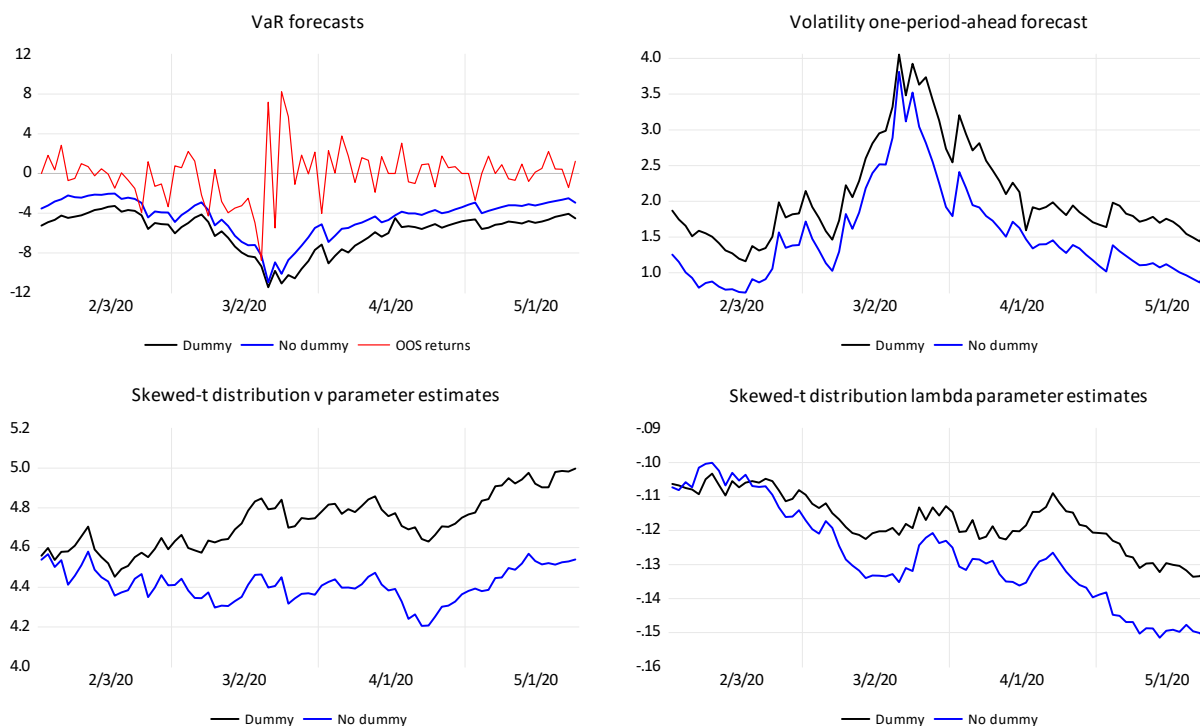 VaR forecasts
12
8
4
0
-4
-8
-12
2/3/20 3/2/20 4/1/20 5/1/20
Dummy No dummy OOS returns
Volatility one-period-ahead forecast
4.0
3.5
3.0
2.5
2.0
1.5
1.0
2/3/20 3/2/20 4/1/20 5/1/20
Dummy No dummy
Skewed-t distribution v parameter estimates
5.2
5.0
4.8
4.6
4.4
4.2
4.0
2/3/20 3/2/20 4/1/20 5/1/20
Dummy No dummy
Skewed-t distribution lambda parameter estimates
-.09
-.10
-.11
-.12
-.13
-.14
-.15
-.16
2/3/20 3/2/20 4/1/20 5/1/20
Dummy No dummy